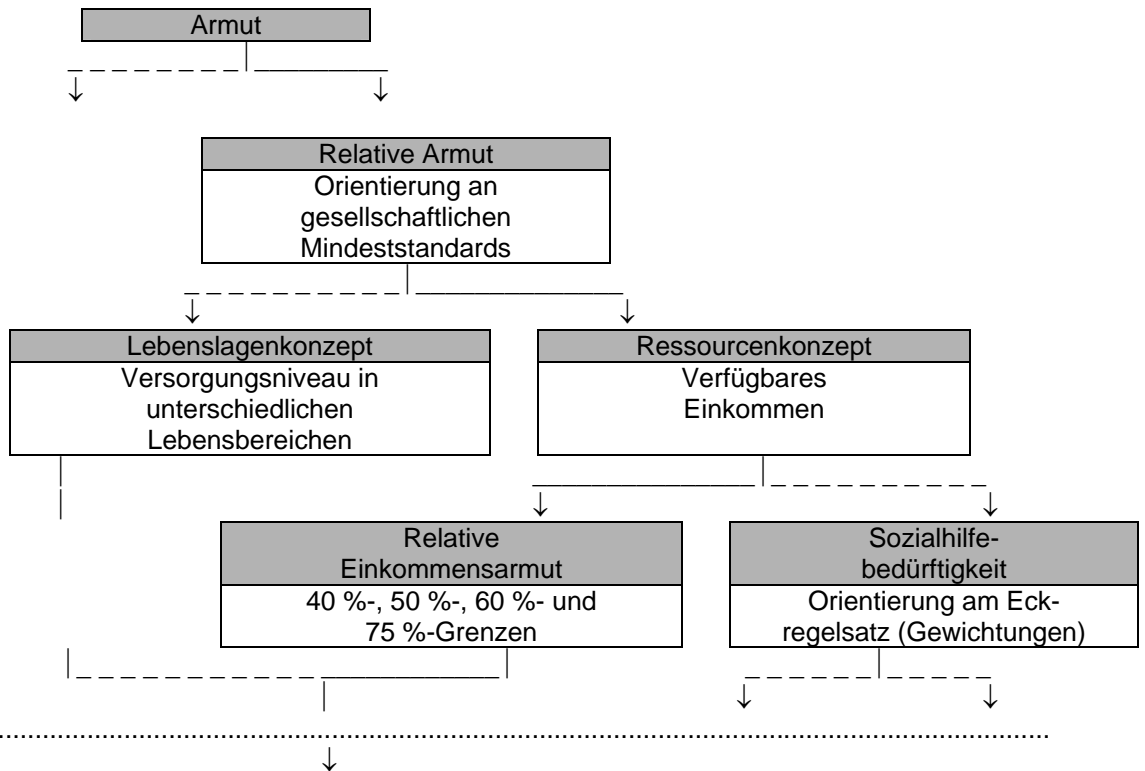 Armut
Relative Armut
Orientierung an
gesellschaftlichen
Mindeststandards
Lebenslagenkonzept
Versorgungsniveau in
unterschiedlichen
Lebensbereichen
Ressourcenkonzept
Verfügbares
Einkommen
Relative
Einkommensarmut
40 %-, 50 %-, 60 %- und
75 %-Grenzen
Sozialhilfe-
bedürftigkeit
Orientierung am Eck-
regelsatz (Gewichtungen)